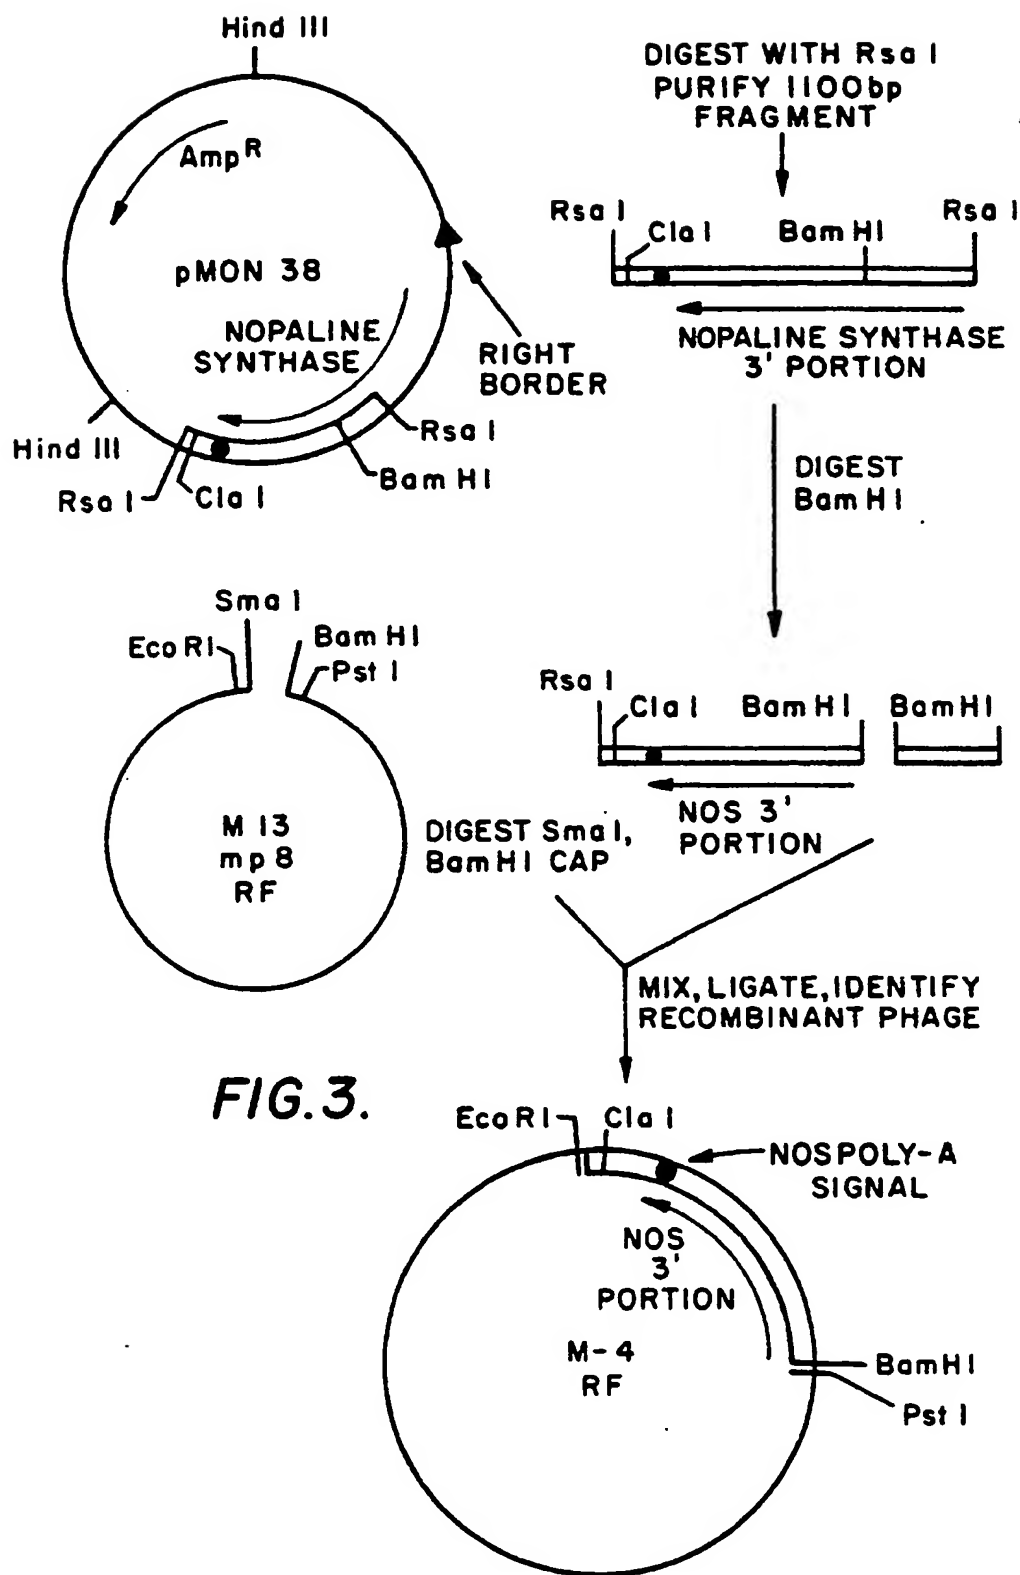 Hind III
Amp R
pMON 38
NOPALINE
SYNTHASE
RIGHT
BORDER
Hind III
Rsa I
Cla I
Bam HI
Rsa I
DIGEST WITH Rsa I
PURIFY 1100bp
FRAGMENT
Rsa I
Cla I
Bam HI
Rsa I
NOPALINE SYNTHASE
3' PORTION
DIGEST
Bam HI
Sma I
Eco RI
Bam HI
Pst I
M 13
mp 8
RF
Rsa I
Cla I
Bam HI
Bam HI
NOS 3'
PORTION
DIGEST Sma I,
Bam HI CAP
MIX, LIGATE, IDENTIFY
RECOMBINANT PHAGE
FIG. 3.
Eco RI
Cla I
NOS POLY-A
SIGNAL
NOS
3'
PORTION
M-4
RF
Bam HI
Pst I